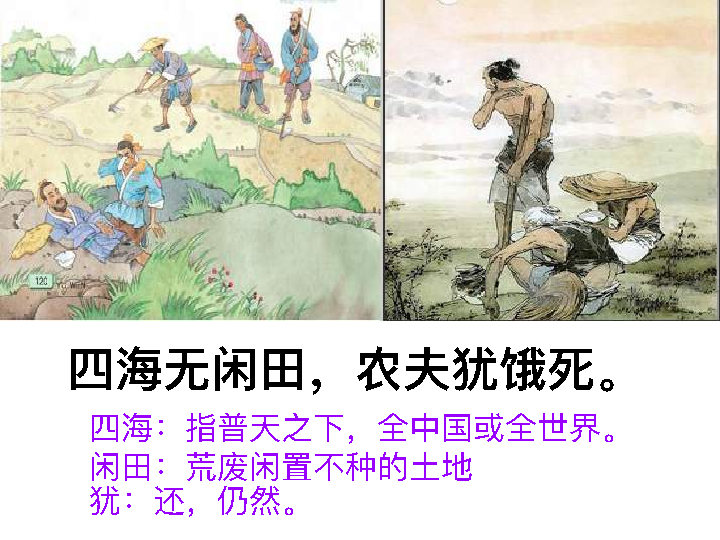 120
YU WEN
四海无闲田，农夫犹饿死。
四海：指普天之下，全中国或全世界。
闲田：荒废闲置不种的土地
犹：还，仍然。